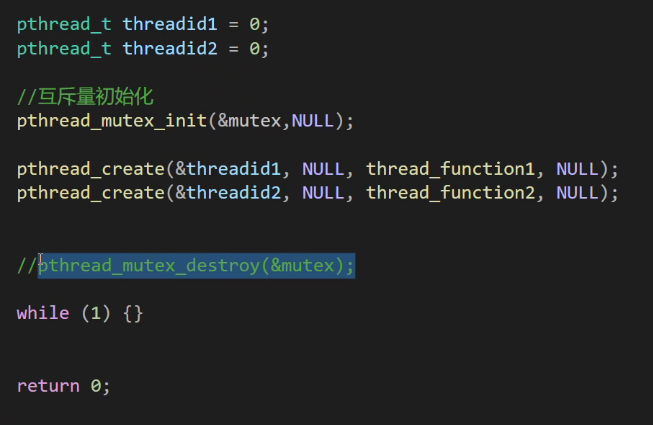 pthread_t threadid1 = 0;
pthread_t threadid2 = 0;
//互斥量初始化
pthread_mutex_init(&mutex,NULL);
pthread_create(&threadid1, NULL, thread_function1, NULL);
pthread_create(&threadid2, NULL, thread_function2, NULL);
//pthread_mutex_destroy(&mutex);
while (1) {}
return 0;